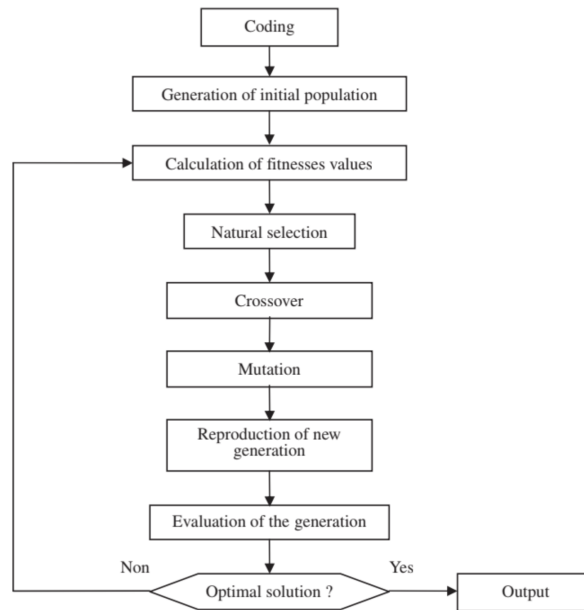 Coding
Generation of initial population
Calculation of fitnesses values
Natural selection
Crossover
Mutation
Reproduction of new
generation
Evaluation of the generation
Non
Yes
Optimal solution ?
Output